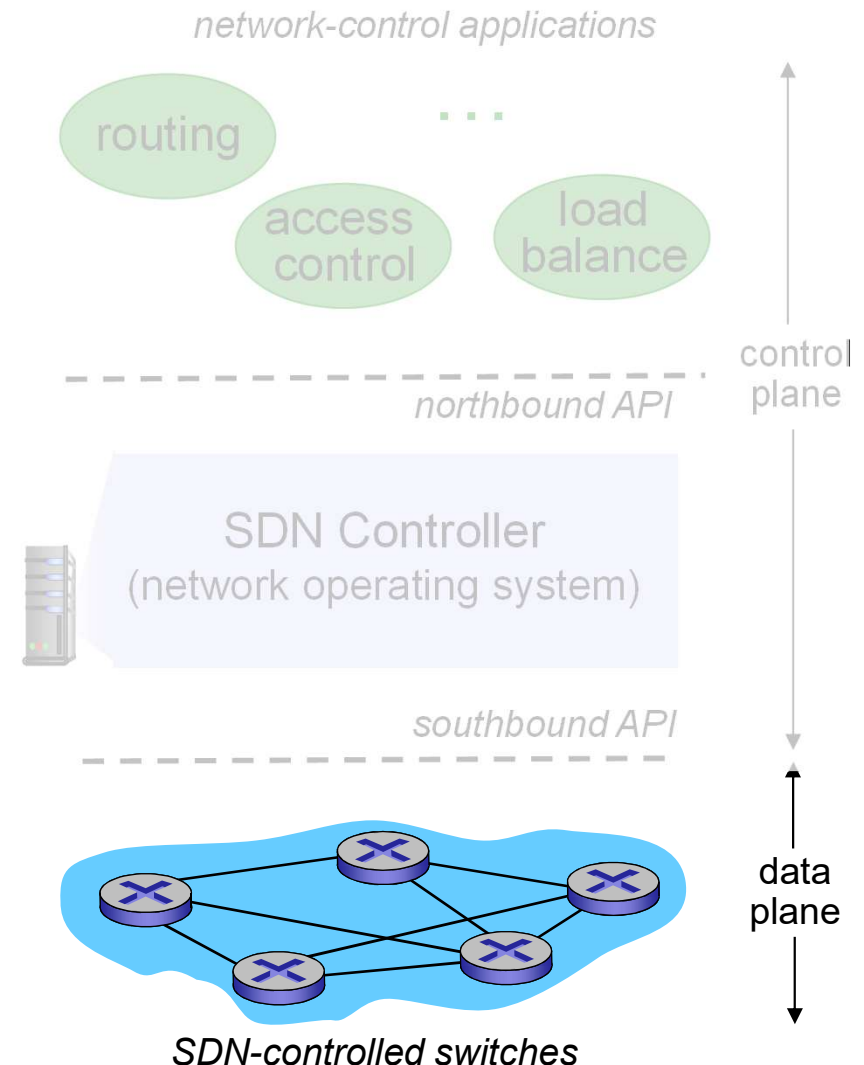 network-control applications
routing
. . .
access
control
load
balance
control
plane
northbound API
SDN Controller
(network operating system)
southbound API
data
plane
SDN-controlled switches